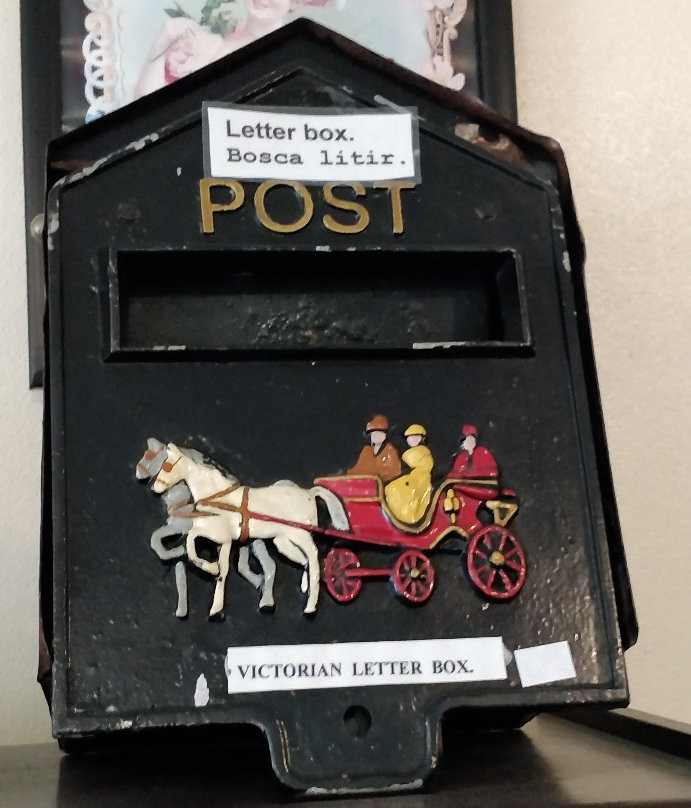 Letter box.
Bosca litir.
POST
VICTORIAN LETTER BOX.